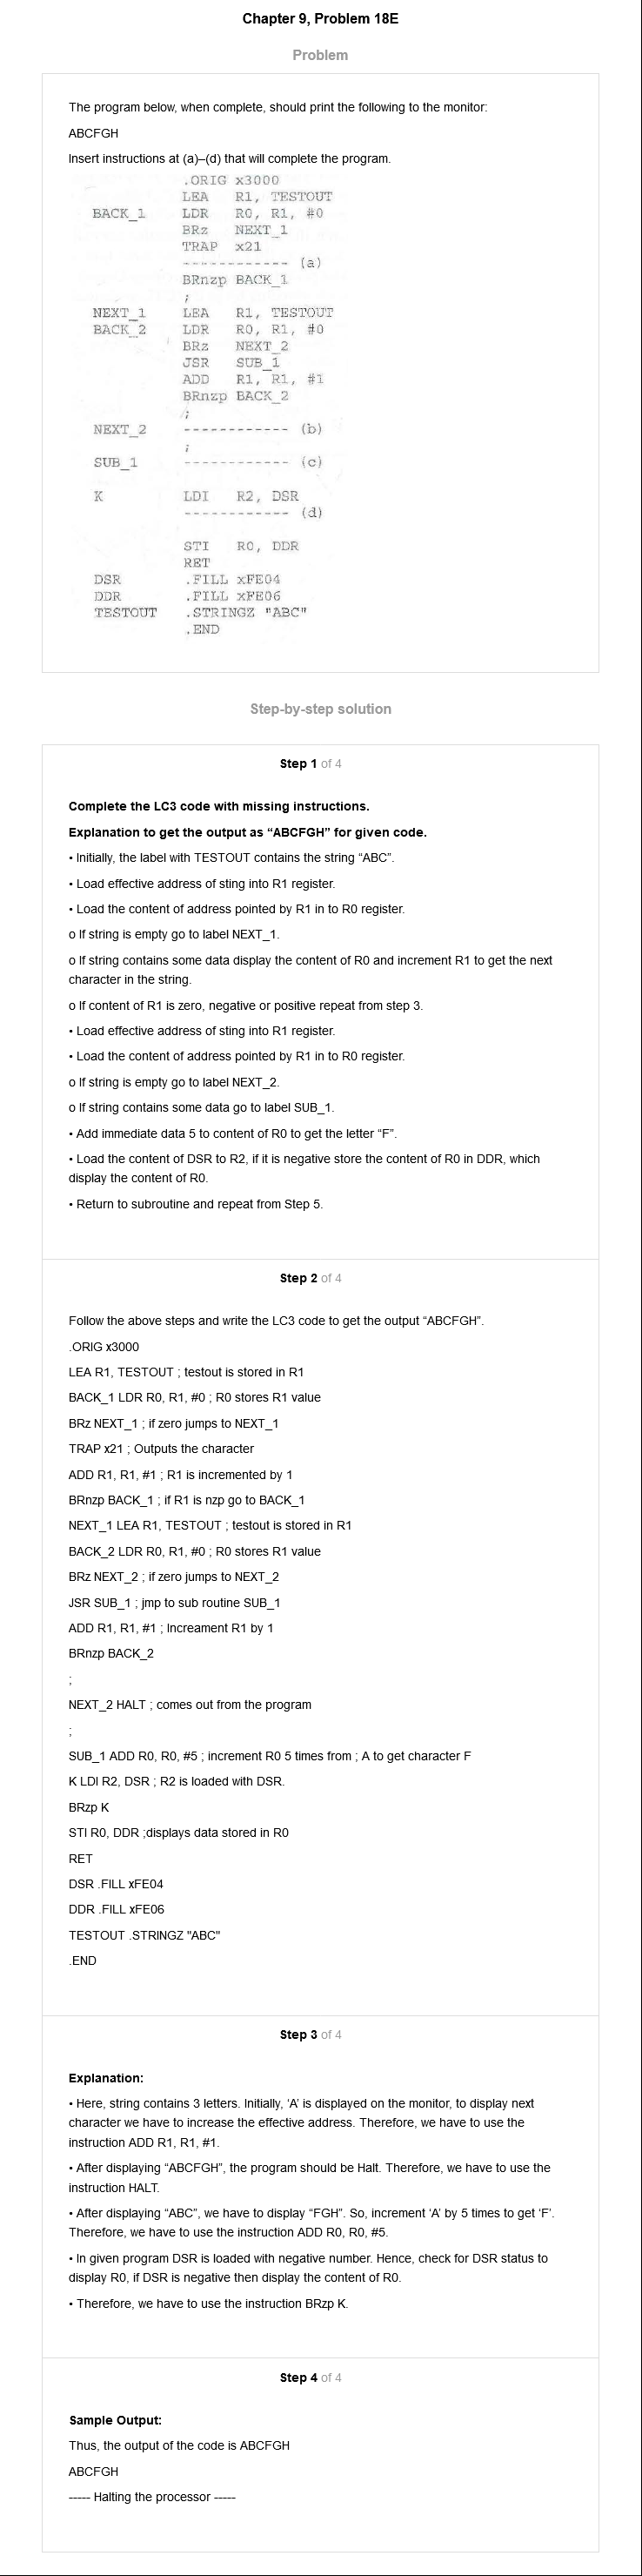 Chapter 9, Problem 18E
Problem
The program below, when complete, should print the following to the monitor:
ABCFGH
Insert instructions at (a)–(d) that will complete the program.
.ORIG x3000
LEA R1, TESTOUT
BACK_1 LDR R0, R1, #0
BRz NEXT_1
TRAP x21
------------ (a)
BRnzp BACK_1
;
NEXT_1 LEA R1, TESTOUT
BACK_2 LDR R0, R1, #0
BRz NEXT_2
JSR SUB_1
ADD R1, R1, #1
BRnzp BACK_2
;
NEXT_2 ------------ (b)
;
SUB_1 ------------ (c)
K LDI R2, DSR
------------ (d)
STI R0, DDR
RET
DSR .FILL xFE04
DDR .FILL xFE06
TESTOUT .STRINGZ "ABC"
.END
Step-by-step solution
Step 1 of 4
Complete the LC3 code with missing instructions.
Explanation to get the output as “ABCFGH” for given code.
• Initially, the label with TESTOUT contains the string “ABC”.
• Load effective address of sting into R1 register.
• Load the content of address pointed by R1 in to R0 register.
o If string is empty go to label NEXT_1.
o If string contains some data display the content of R0 and increment R1 to get the next
character in the string.
o If content of R1 is zero, negative or positive repeat from step 3.
• Load effective address of sting into R1 register.
• Load the content of address pointed by R1 in to R0 register.
o If string is empty go to label NEXT_2.
o If string contains some data go to label SUB_1.
• Add immediate data 5 to content of R0 to get the letter “F”.
• Load the content of DSR to R2, if it is negative store the content of R0 in DDR, which
display the content of R0.
• Return to subroutine and repeat from Step 5.
Step 2 of 4
Follow the above steps and write the LC3 code to get the output “ABCFGH”.
.ORIG x3000
LEA R1, TESTOUT ; testout is stored in R1
BACK_1 LDR R0, R1, #0 ; R0 stores R1 value
BRz NEXT_1 ; if zero jumps to NEXT_1
TRAP x21 ; Outputs the character
ADD R1, R1, #1 ; R1 is incremented by 1
BRnzp BACK_1 ; if R1 is nzp go to BACK_1
NEXT_1 LEA R1, TESTOUT ; testout is stored in R1
BACK_2 LDR R0, R1, #0 ; R0 stores R1 value
BRz NEXT_2 ; if zero jumps to NEXT_2
JSR SUB_1 ; jmp to sub routine SUB_1
ADD R1, R1, #1 ; Increament R1 by 1
BRnzp BACK_2
;
NEXT_2 HALT ; comes out from the program
;
SUB_1 ADD R0, R0, #5 ; increment R0 5 times from ; A to get character F
K LDI R2, DSR ; R2 is loaded with DSR.
BRzp K
STI R0, DDR ;displays data stored in R0
RET
DSR .FILL xFE04
DDR .FILL xFE06
TESTOUT .STRINGZ "ABC"
.END
Step 3 of 4
Explanation:
• Here, string contains 3 letters. Initially, ‘A’ is displayed on the monitor, to display next
character we have to increase the effective address. Therefore, we have to use the
instruction ADD R1, R1, #1.
• After displaying “ABCFGH”, the program should be Halt. Therefore, we have to use the
instruction HALT.
• After displaying “ABC”, we have to display “FGH”. So, increment ‘A’ by 5 times to get ‘F’.
Therefore, we have to use the instruction ADD R0, R0, #5.
• In given program DSR is loaded with negative number. Hence, check for DSR status to
display R0, if DSR is negative then display the content of R0.
• Therefore, we have to use the instruction BRzp K.
Step 4 of 4
Sample Output:
Thus, the output of the code is ABCFGH
ABCFGH
----- Halting the processor -----